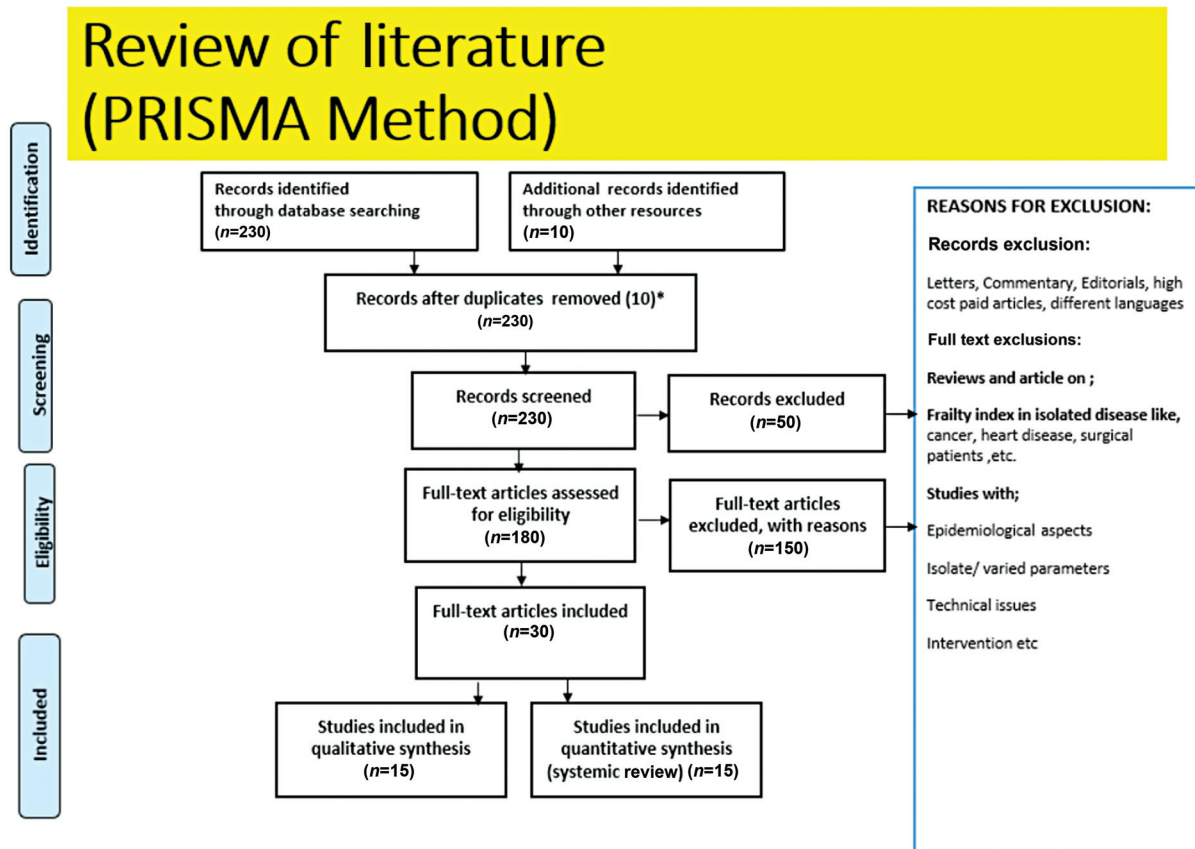 Review of literature
(PRISMA Method)
Identification
Records identified
through database searching
(n=230)
Additional records identified
through other resources
(n=10)
Records after duplicates removed (10)*
(n=230)
Screening
Records screened
(n=230)
Records excluded
(n=50)
Eligibility
Full-text articles assessed
for eligibility
(n=180)
Full-text articles
excluded, with reasons
(n=150)
Full-text articles included
(n=30)
Included
Studies included in
qualitative synthesis
(n=15)
Studies included in
quantitative synthesis
(systemic review) (n=15)
REASONS FOR EXCLUSION:
Records exclusion:
Letters, Commentary, Editorials, high
cost paid articles, different languages
Full text exclusions:
Reviews and article on ;
Frailty index in isolated disease like,
cancer, heart disease, surgical
patients ,etc.
Studies with;
Epidemiological aspects
Isolate/ varied parameters
Technical issues
Intervention etc